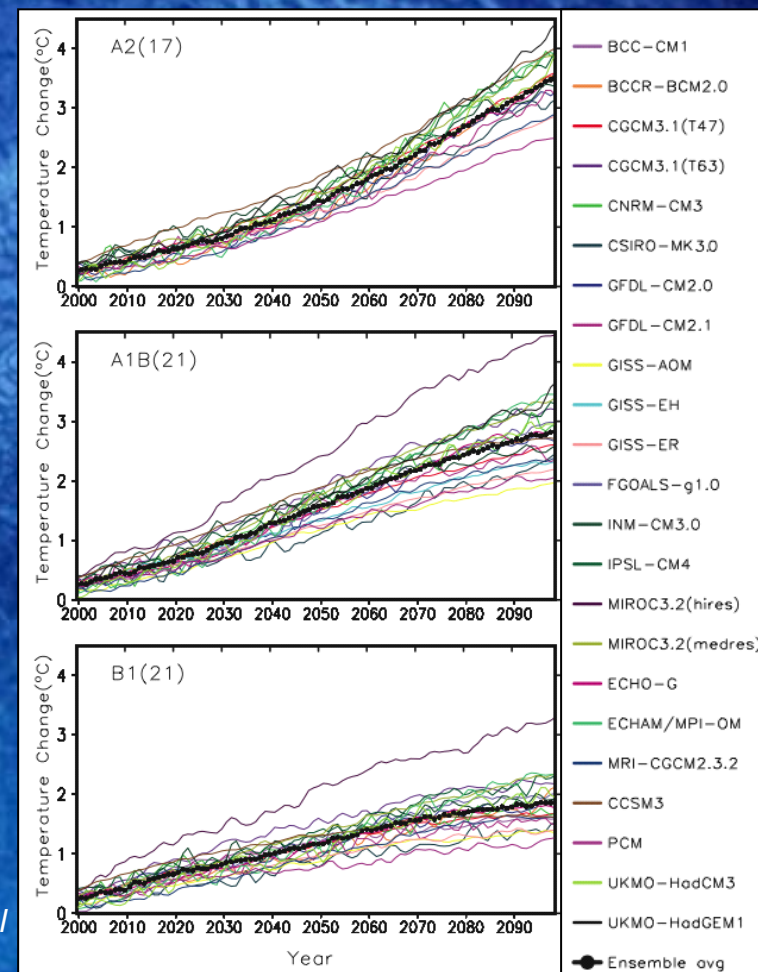 A2(17)
Temperature Change(°C)
4
3
2
1
0
2000 2010 2020 2030 2040 2050 2060 2070 2080 2090
A1B(21)
Temperature Change(°C)
4
3
2
1
0
2000 2010 2020 2030 2040 2050 2060 2070 2080 2090
B1(21)
Temperature Change(°C)
4
3
2
1
0
2000 2010 2020 2030 2040 2050 2060 2070 2080 2090
Year
BCC-CM1
BCCR-BCM2.0
CGCM3.1(T47)
CGCM3.1(T63)
CNRM-CM3
CSIRO-MK3.0
GFDL-CM2.0
GFDL-CM2.1
GISS-AOM
GISS-EH
GISS-ER
FGOALS-g1.0
INM-CM3.0
IPSL-CM4
MIROC3.2(hires)
MIROC3.2(medres)
ECHO-G
ECHAM/MPI-OM
MRI-CGCM2.3.2
CCSM3
PCM
UKMO-HadCM3
UKMO-HadGEM1
Ensemble avg